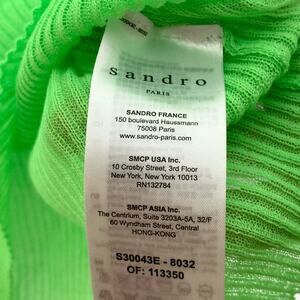 Sandro
PARIS
SANDRO FRANCE
150 boulevard Haussmann
75008 Paris
www.sandro-paris.com
SMCP USA Inc.
10 Crosby Street, 3rd Floor
New York, New York 10013
RN132784
SMCP ASIA Inc.
The Centrium, Suite 3203A-5A, 32/F
60 Wyndham Street, Central
HONG-KONG
S30043E - 8032
OF: 113350